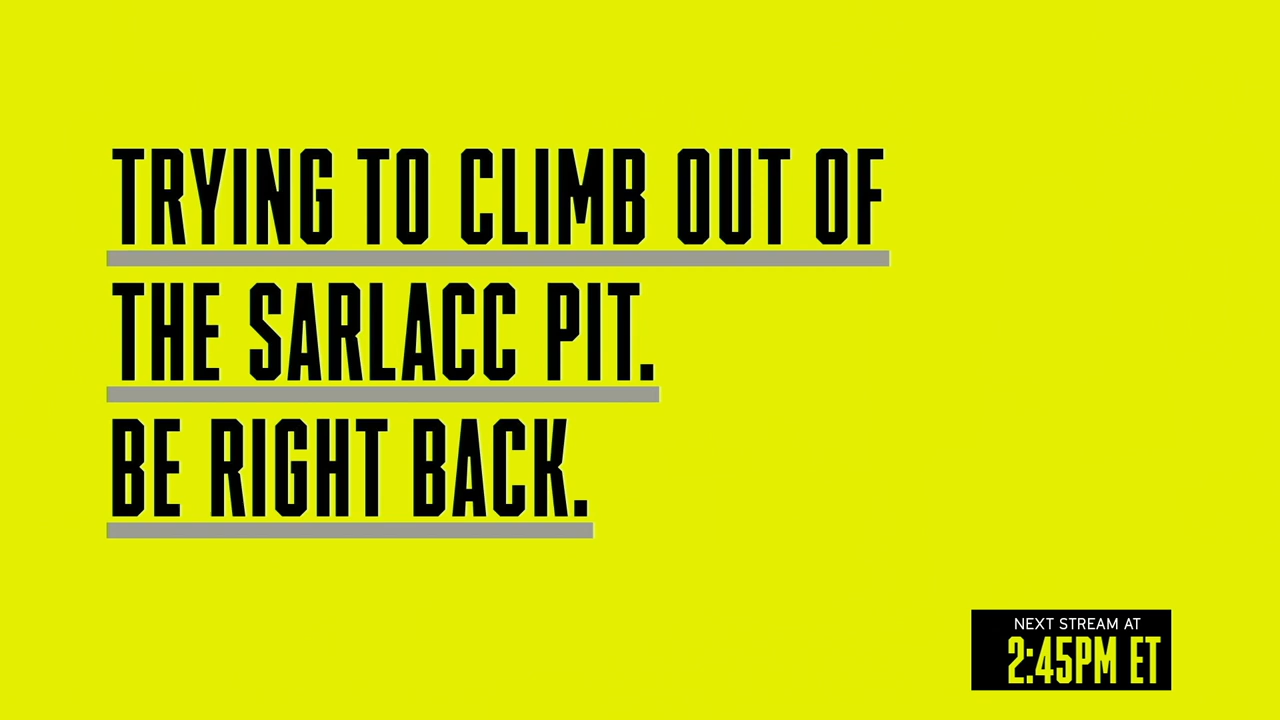 TRYING TO CLIMB OUT OF
THE SARLACC PIT.
BE RIGHT BACK.
NEXT STREAM AT
2:45PM ET